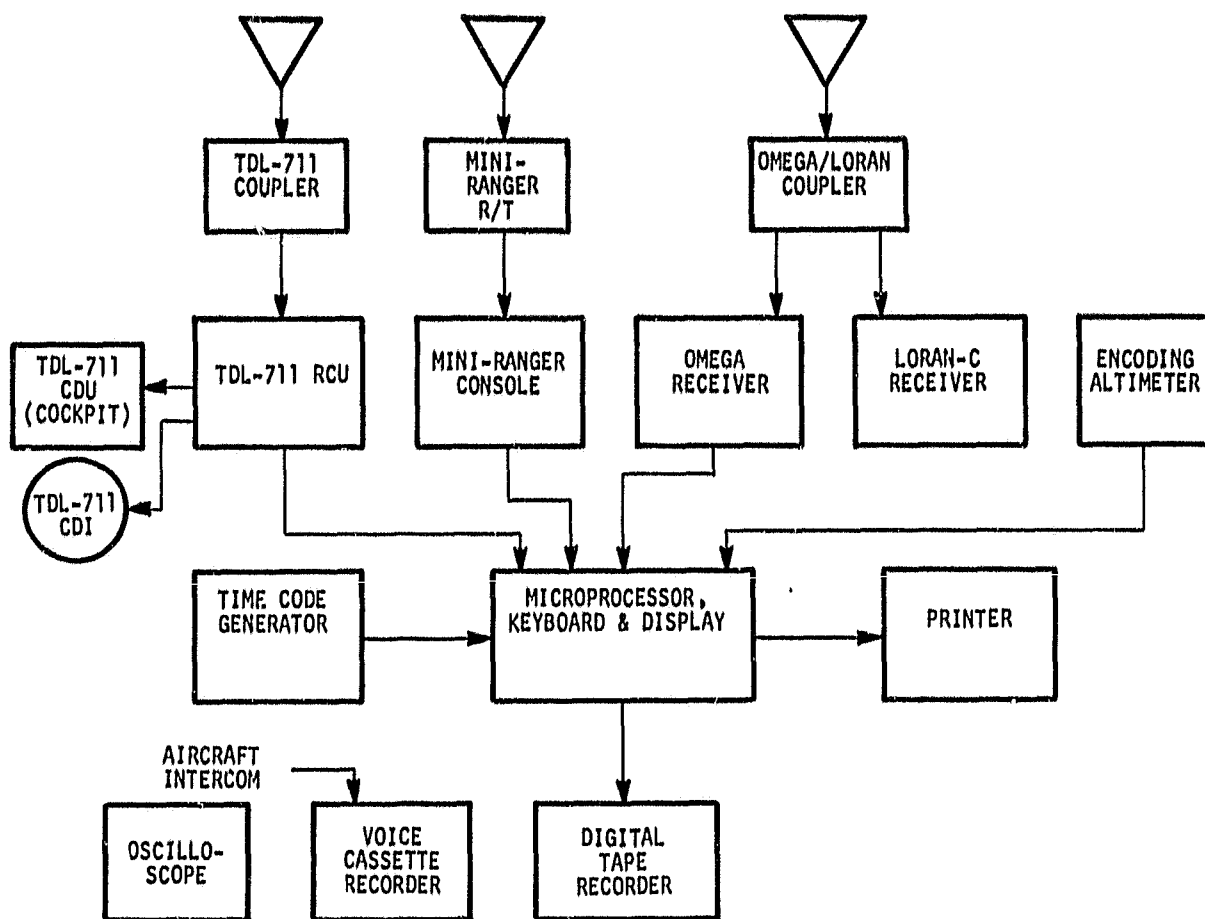 TDL-711
COUPLER
MINI-
RANGER
R/T
OMEGA/LORAN
COUPLER
TDL-711
CDU
(COCKPIT)
TDL-711 RCU
MINI-RANGER
CONSOLE
OMEGA
RECEIVER
LORAN-C
RECEIVER
ENCODING
ALTIMETER
TDL-711
CDI
TIME CODE
GENERATOR
MICROPROCESSOR,
KEYBOARD & DISPLAY
PRINTER
AIRCRAFT
INTERCOM
OSCILLO-
SCOPE
VOICE
CASSETTE
RECORDER
DIGITAL
TAPE
RECORDER